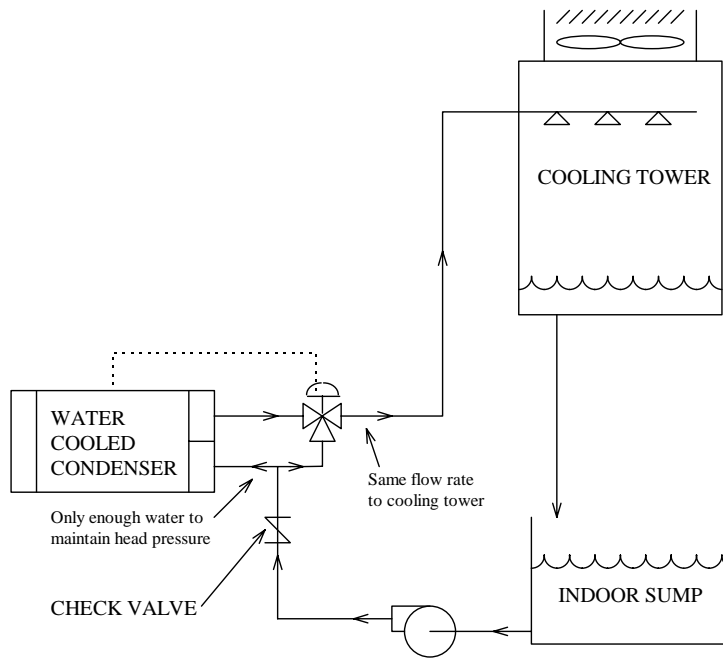 COOLING TOWER
WATER
COOLED
CONDENSER
Same flow rate
to cooling tower
Only enough water to
maintain head pressure
CHECK VALVE
INDOOR SUMP